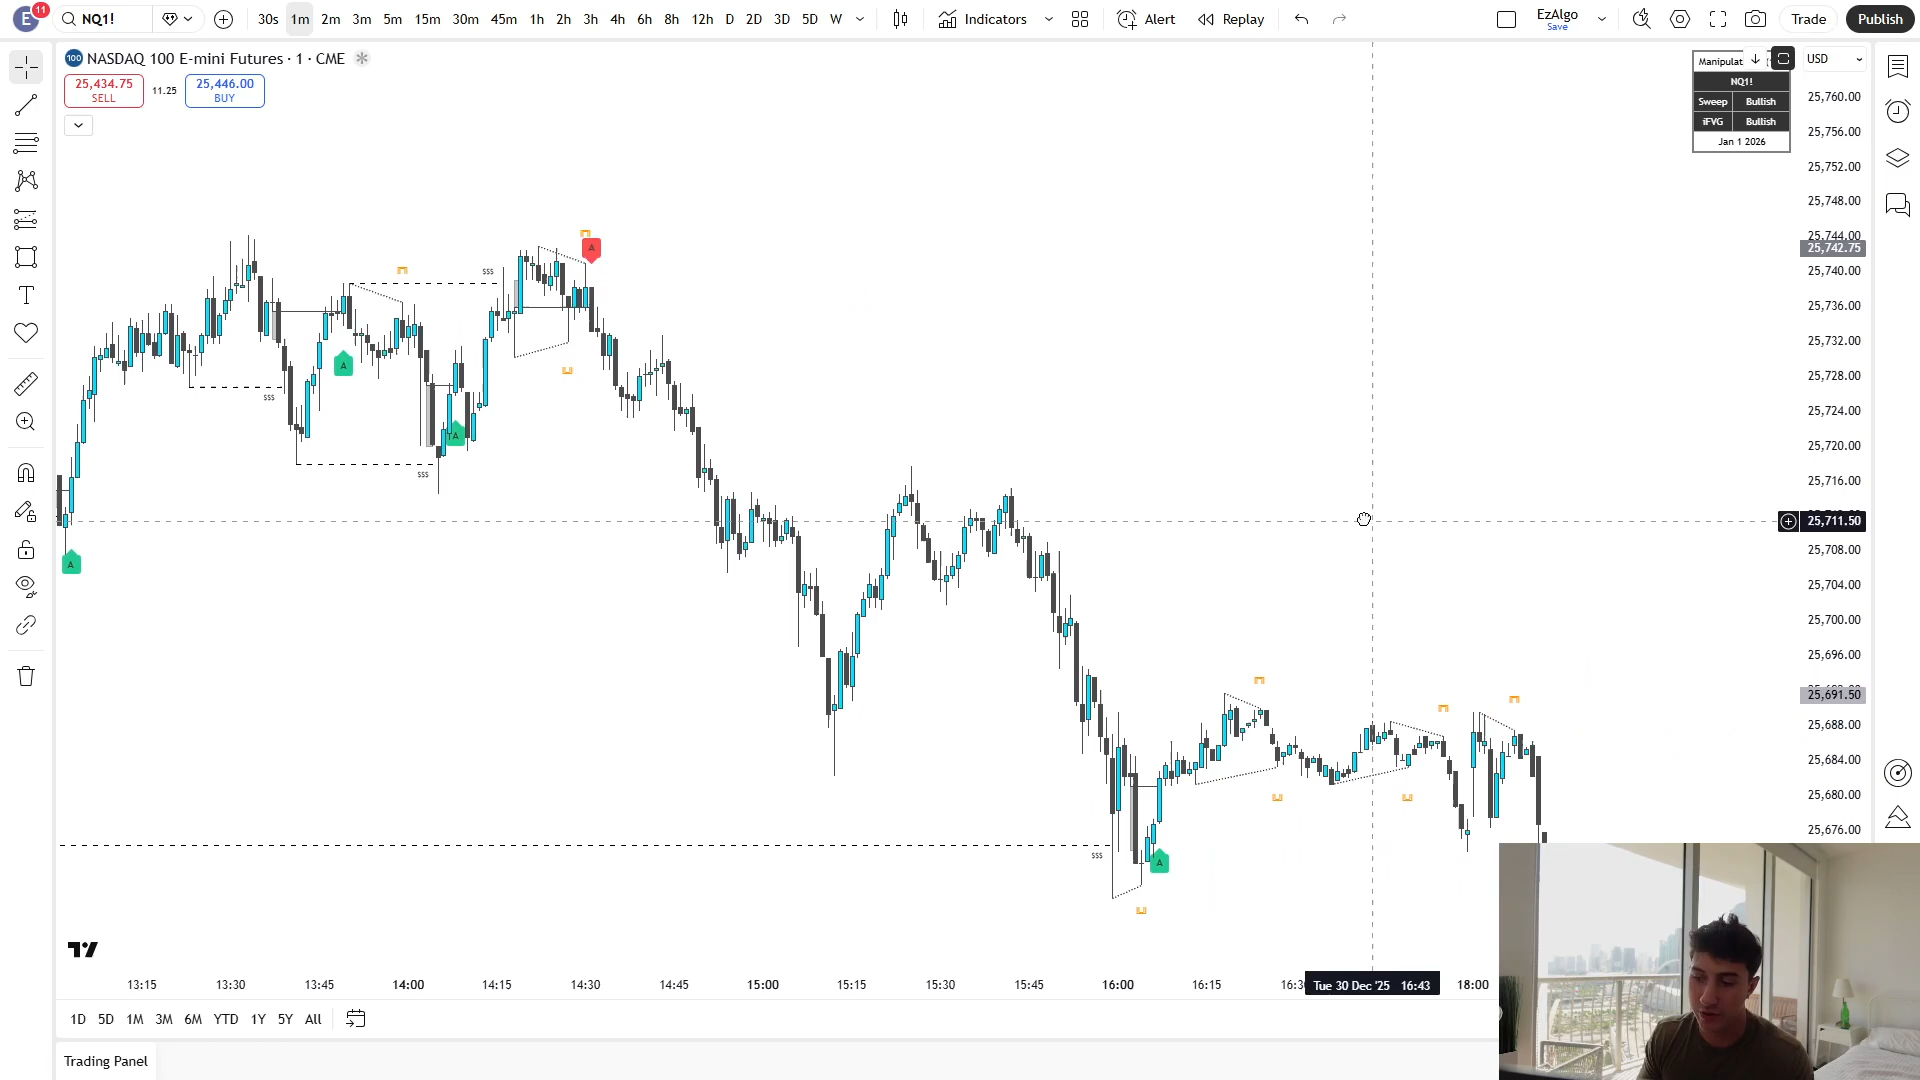 E 11 NQ1! 30s 1m 2m 3m 5m 15m 30m 45m 1h 2h 3h 4h 6h 8h 12h D 2D 3D 5D W Indicators Alert Replay EzAlgo Trade Publish
Save
100 NASDAQ 100 E-mini Futures · 1 · CME
25,434.75 11.25 25,446.00
SELL BUY
Manipulat USD
NQ1!
Sweep Bullish
iFVG Bullish
Jan 1 2026
25,760.00
25,756.00
25,752.00
25,748.00
25,744.00
25,742.75
25,740.00
25,736.00
25,732.00
25,728.00
25,724.00
25,720.00
25,716.00
25,711.50
25,708.00
25,704.00
25,700.00
25,696.00
25,691.50
25,688.00
25,684.00
25,680.00
25,676.00
$$$
A
$$$
A
A
$$$
A
A
$$$
A
13:15 13:30 13:45 14:00 14:15 14:30 14:45 15:00 15:15 15:30 15:45 16:00 16:15 16:30 Tue 30 Dec '25 16:43 18:00
1D 5D 1M 3M 6M YTD 1Y 5Y All
Trading Panel